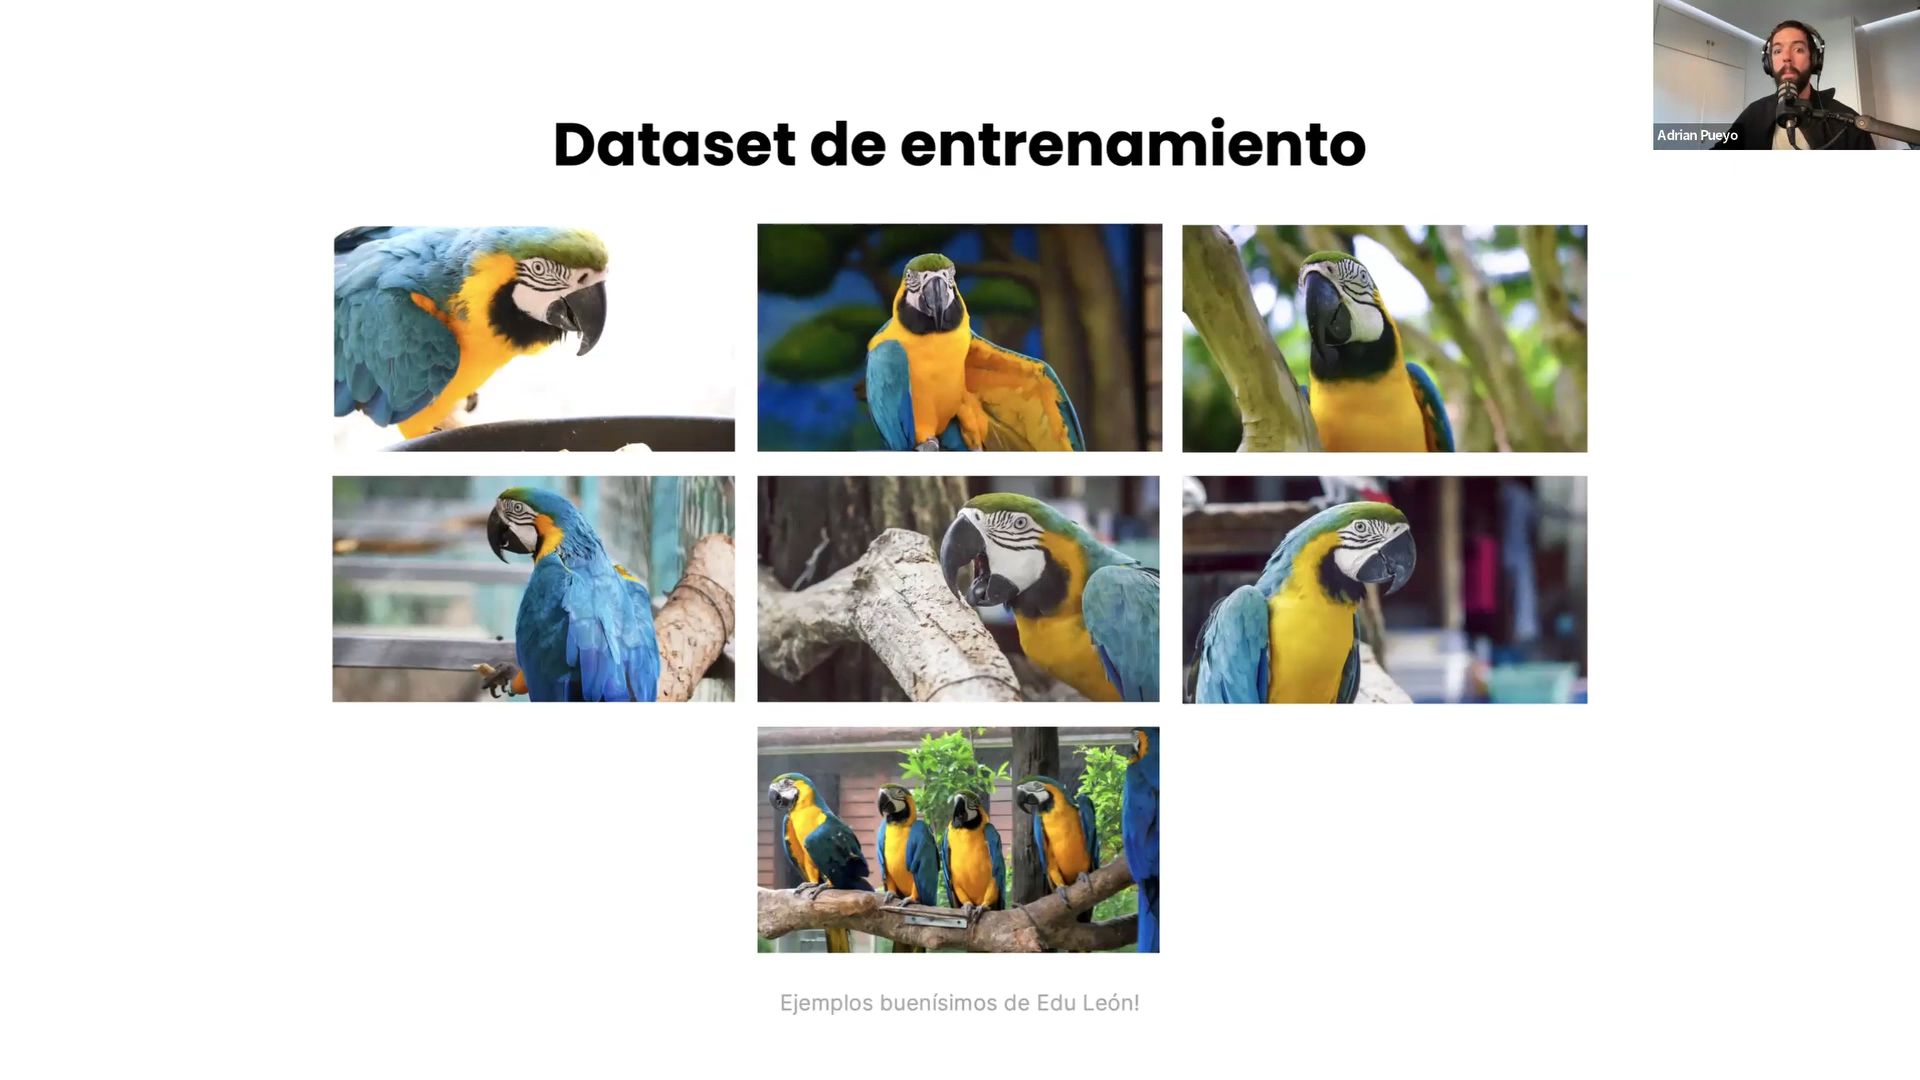 Adrian Pueyo
Dataset de entrenamiento
Ejemplos buenísimos de Edu León!